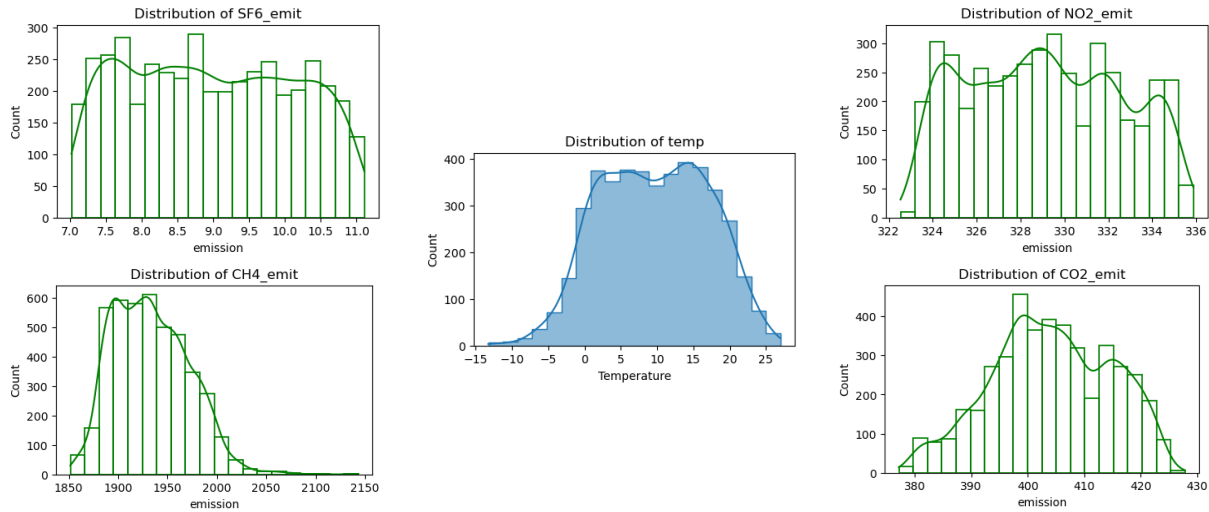 Distribution of SF6_emit
300
250
200
150
100
50
0
Count
7.0 7.5 8.0 8.5 9.0 9.5 10.0 10.5 11.0
emission
Distribution of CH4_emit
600
500
400
300
200
100
0
Count
1850 1900 1950 2000 2050 2100 2150
emission
Distribution of temp
400
300
200
100
0
Count
−15 −10 −5 0 5 10 15 20 25
Temperature
Distribution of NO2_emit
300
250
200
150
100
50
0
Count
322 324 326 328 330 332 334 336
emission
Distribution of CO2_emit
400
300
200
100
0
Count
380 390 400 410 420 430
emission